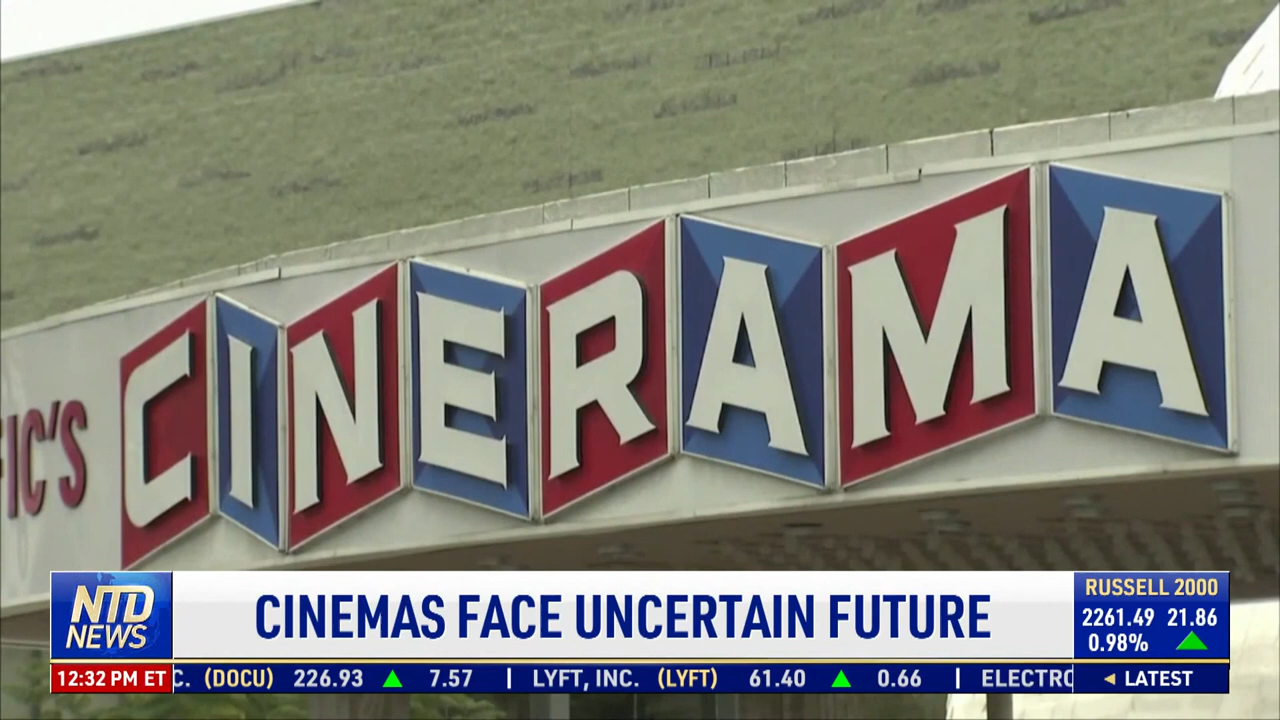 FIC'S CINERAMA
NTD
NEWS
CINEMAS FACE UNCERTAIN FUTURE
RUSSELL 2000
2261.49 21.86
0.98%
12:32 PM ET
C. (DOCU) 226.93 ▲ 7.57 | LYFT, INC. (LYFT) 61.40 ▲ 0.66 | ELECTRO
◄ LATEST